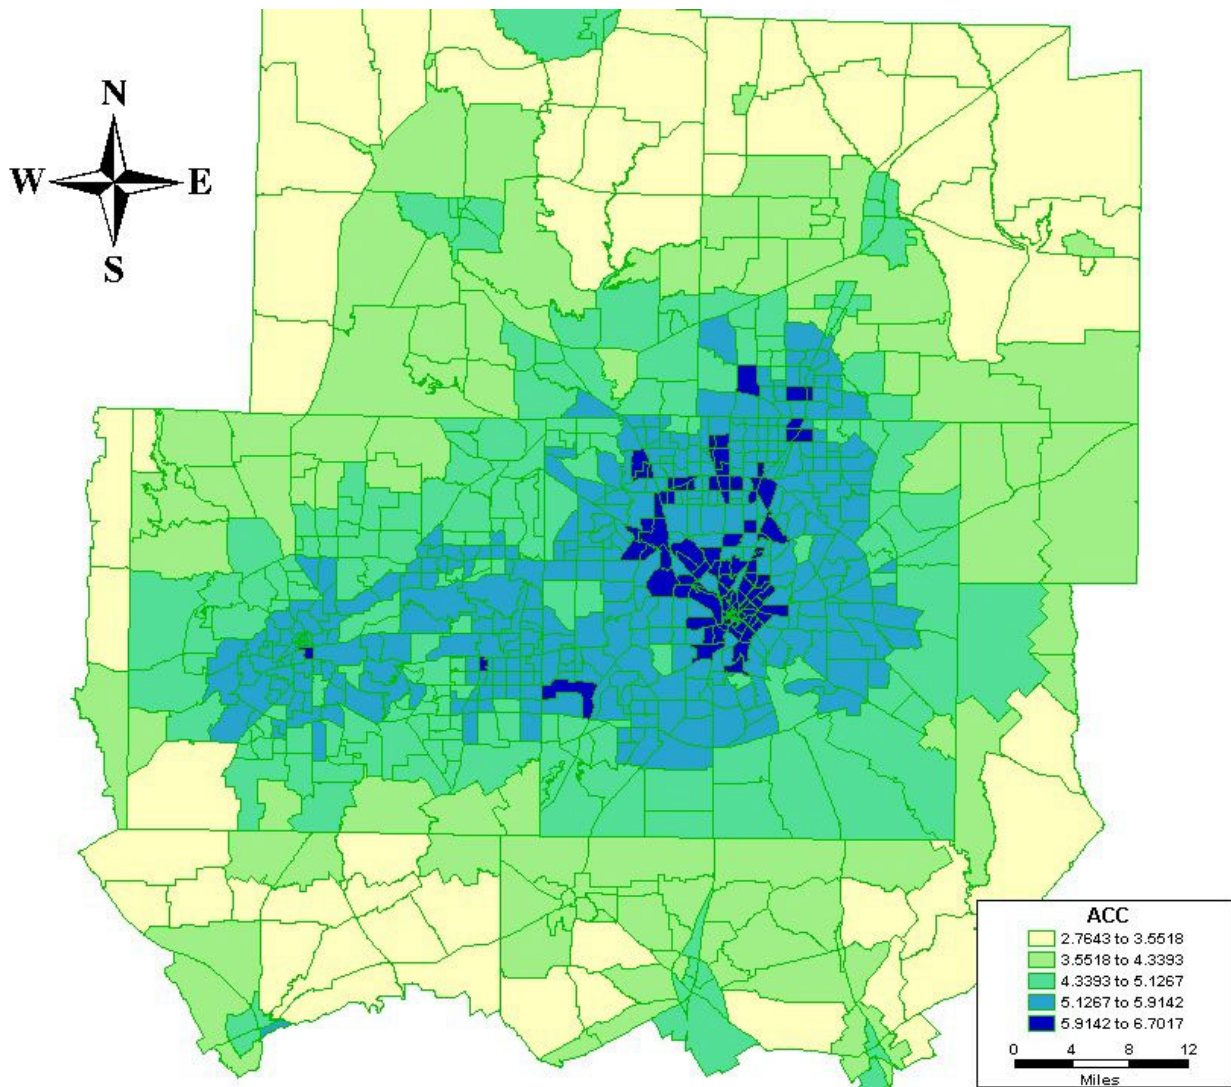 N
W E
S
ACC
2.7643 to 3.5518
3.5518 to 4.3393
4.3393 to 5.1267
5.1267 to 5.9142
5.9142 to 6.7017
0 4 8 12
Miles